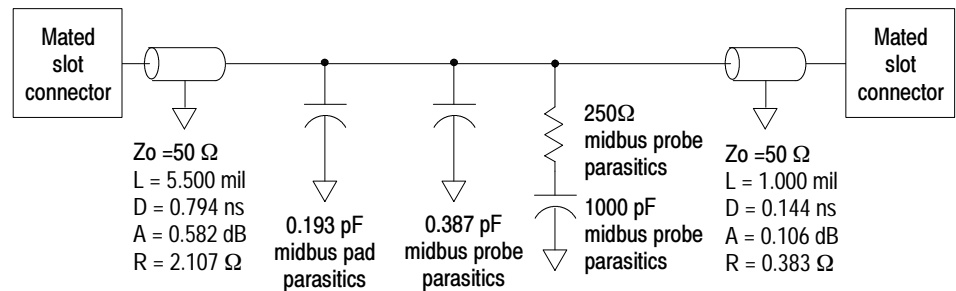 Mated
slot
connector
Zo =50 Ω
L = 5.500 mil
D = 0.794 ns
A = 0.582 dB
R = 2.107 Ω
0.193 pF
midbus pad
parasitics
0.387 pF
midbus probe
parasitics
250Ω
midbus probe
parasitics
1000 pF
midbus probe
parasitics
Zo =50 Ω
L = 1.000 mil
D = 0.144 ns
A = 0.106 dB
R = 0.383 Ω
Mated
slot
connector